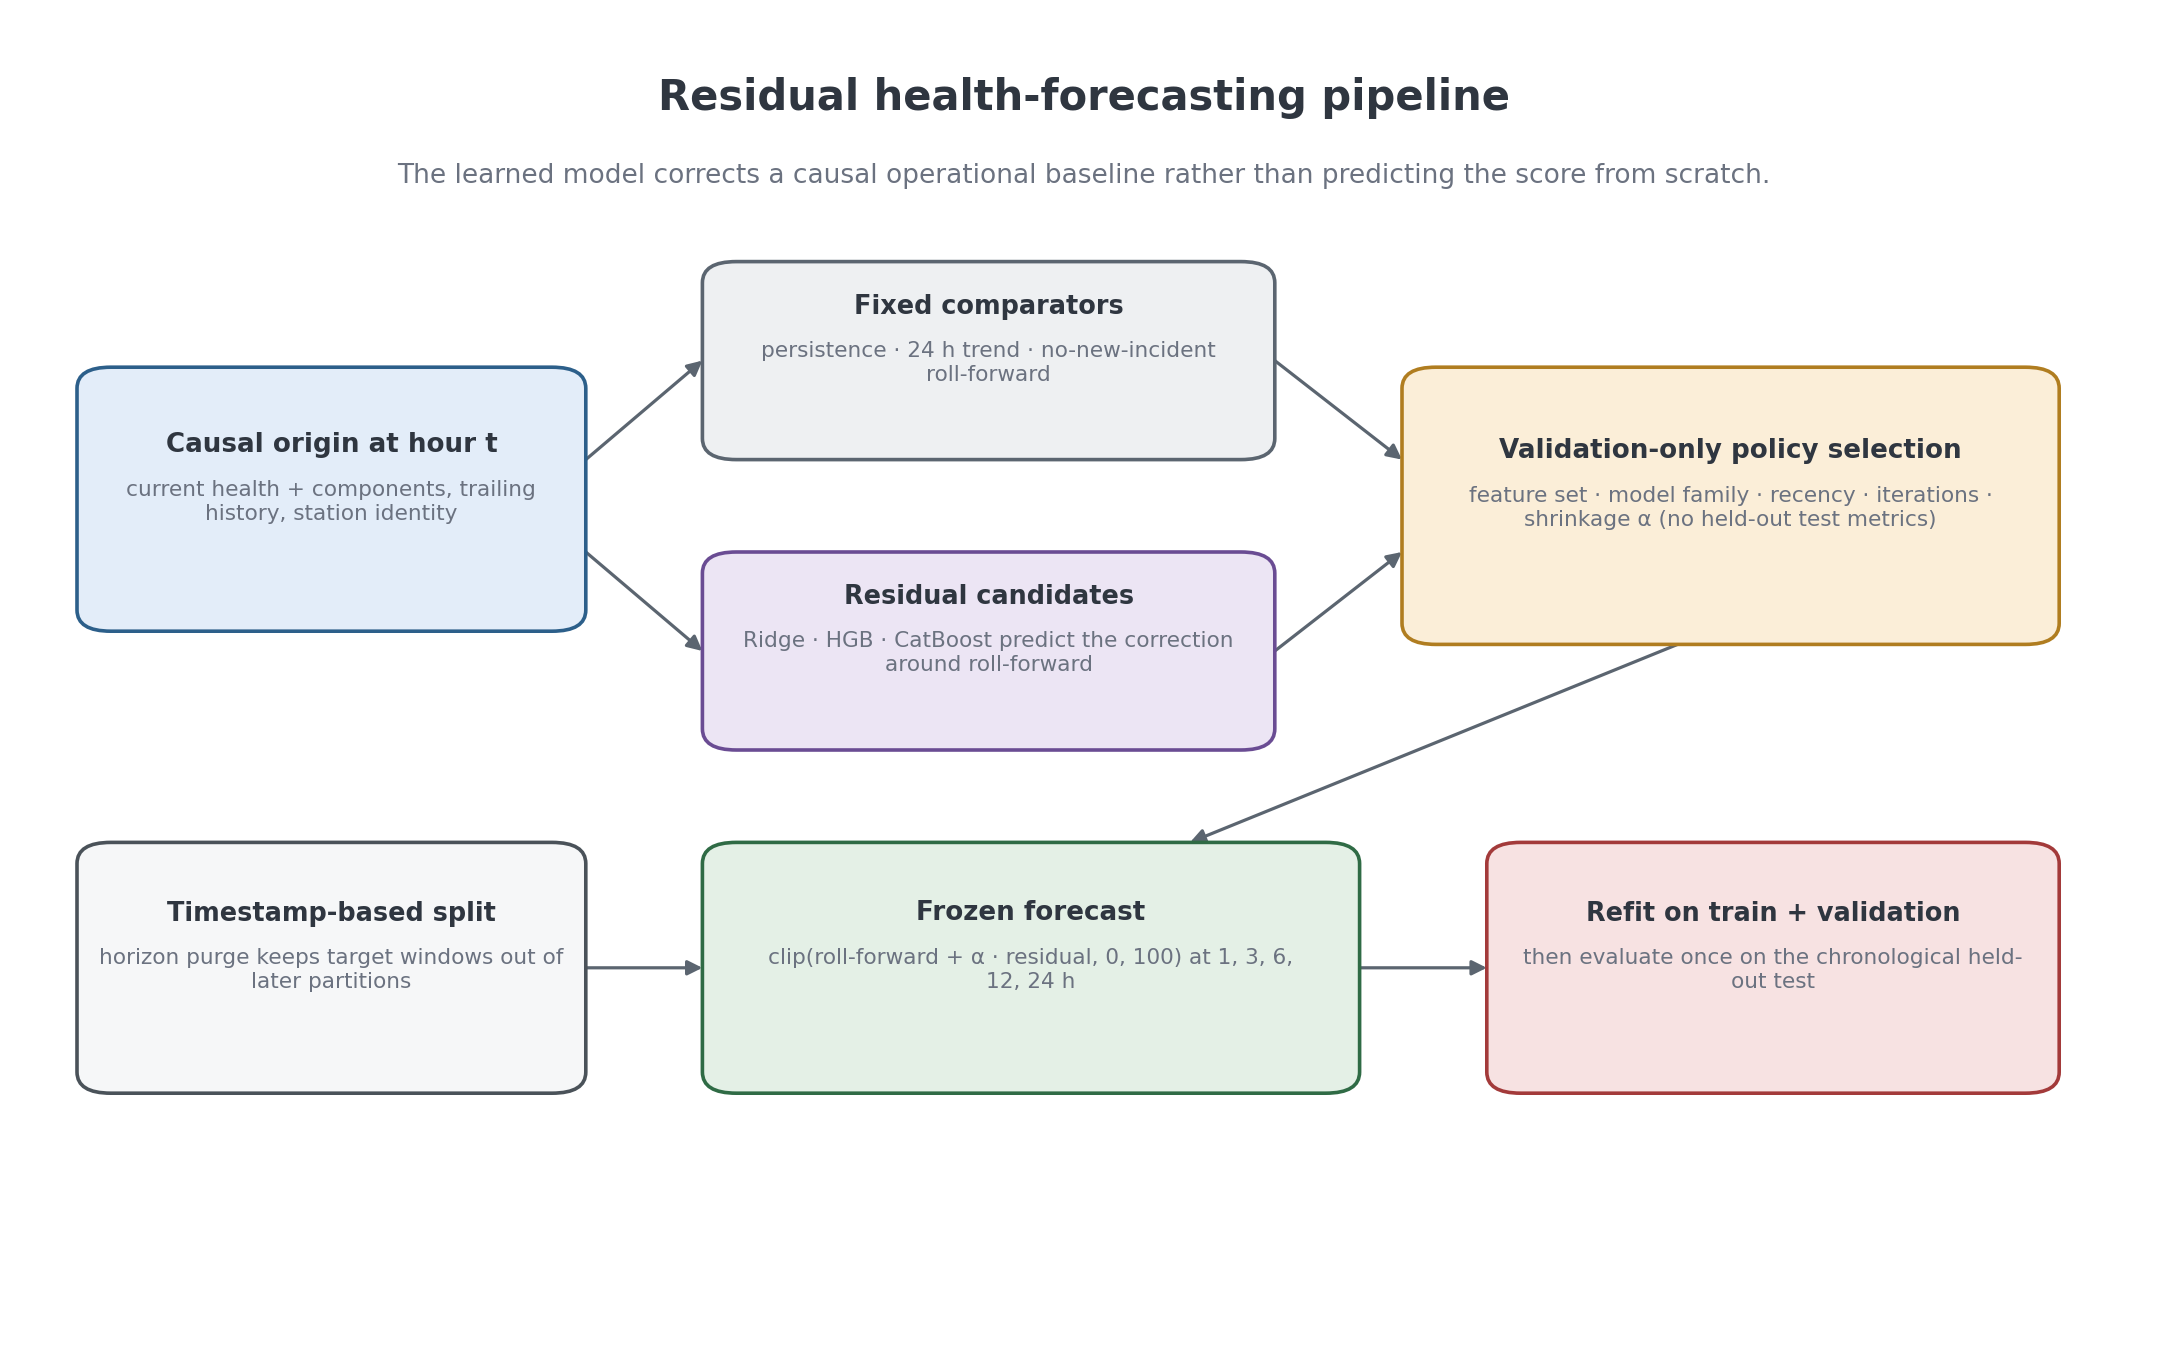 Residual health-forecasting pipeline
The learned model corrects a causal operational baseline rather than predicting the score from scratch.
Fixed comparators
persistence · 24 h trend · no-new-incident
roll-forward
Causal origin at hour t
current health + components, trailing
history, station identity
Validation-only policy selection
feature set · model family · recency · iterations ·
shrinkage α (no held-out test metrics)
Residual candidates
Ridge · HGB · CatBoost predict the correction
around roll-forward
Timestamp-based split
horizon purge keeps target windows out of
later partitions
Frozen forecast
clip(roll-forward + α · residual, 0, 100) at 1, 3, 6,
12, 24 h
Refit on train + validation
then evaluate once on the chronological held-
out test